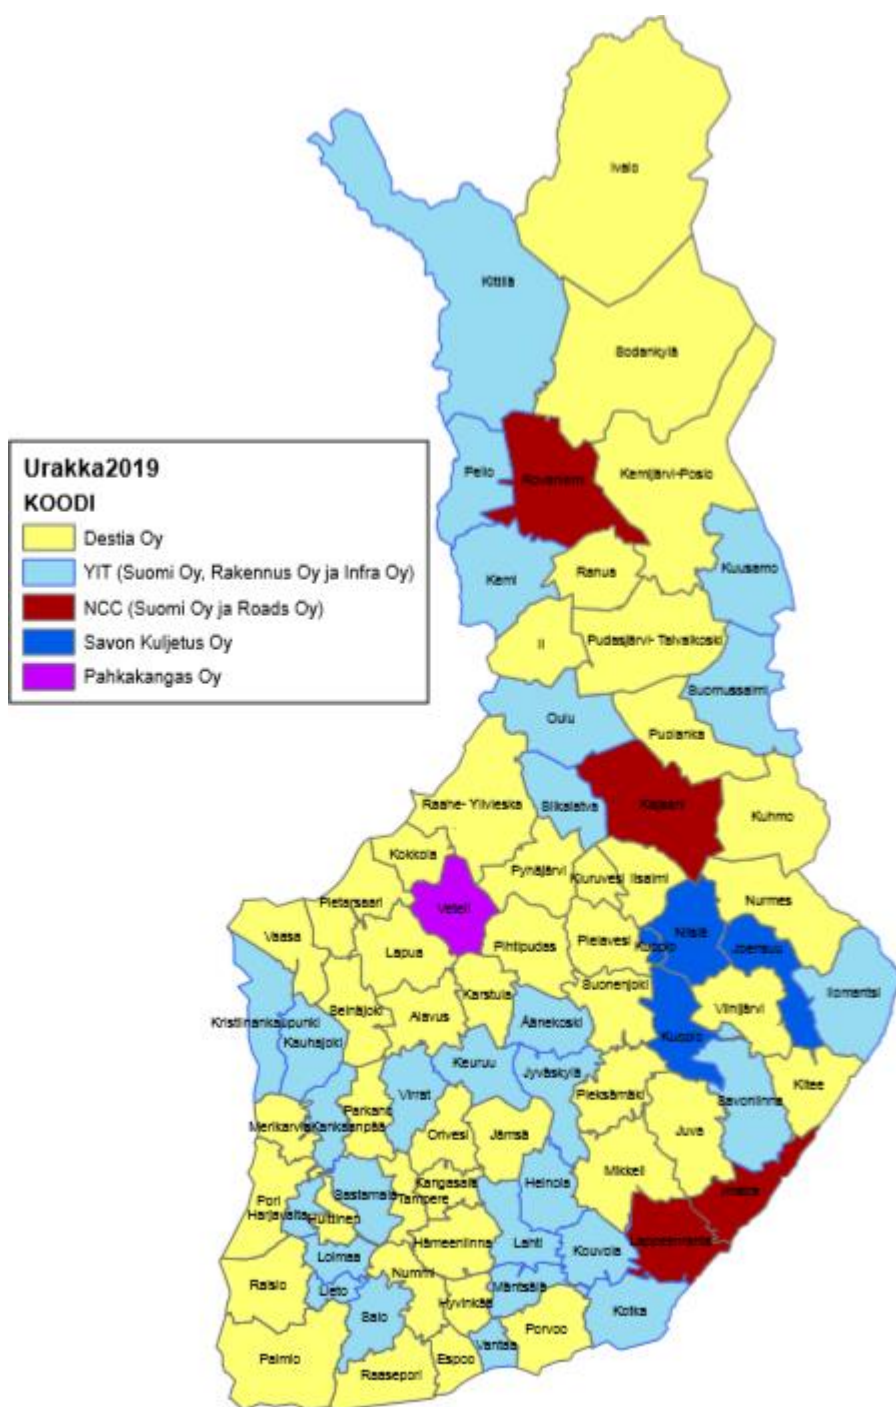 Ivalo
Kittilä
Sodankylä
Urakka2019
KOODI
Destia Oy
YIT (Suomi Oy, Rakennus Oy ja Infra Oy)
NCC (Suomi Oy ja Roads Oy)
Savon Kuljetus Oy
Pahkakangas Oy
Pello
Rovaniemi
Kemijärvi-Posio
Kemi
Ranua
Kuusamo
Ii
Pudasjärvi- Taivalkoski
Suomussalmi
Oulu
Puolanka
Raahe- Ylivieska
Siikalatva
Kajaani
Kuhmo
Kokkola
Pyhäjärvi
Kiuruvesi
Iisalmi
Pietarsaari
Veteli
Nurmes
Vaasa
Lapua
Pihtipudas
Pielavesi
Kuopio
Nilsiä
Joensuu
Ilomantsi
Seinäjoki
Alavus
Karstula
Suonenjoki
Viinijärvi
Kristiinankaupunki
Kauhajoki
Äänekoski
Kuopio
Keuruu
Jyväskylä
Virrat
Pieksämäki
Savonlinna
Kitee
Merikarvia
Kankaanpää
Parkano
Orivesi
Jämsä
Juva
Mikkeli
Pori
Harjavalta
Huittinen
Sastamala
Kangasala
Tampere
Heinola
Imatra
Lappeenranta
Loimaa
Hämeenlinna
Lahti
Kouvola
Raisio
Lieto
Nummi
Hyvinkää
Mäntsälä
Kotka
Salo
Paimio
Raasepori
Espoo
Vantaa
Porvoo